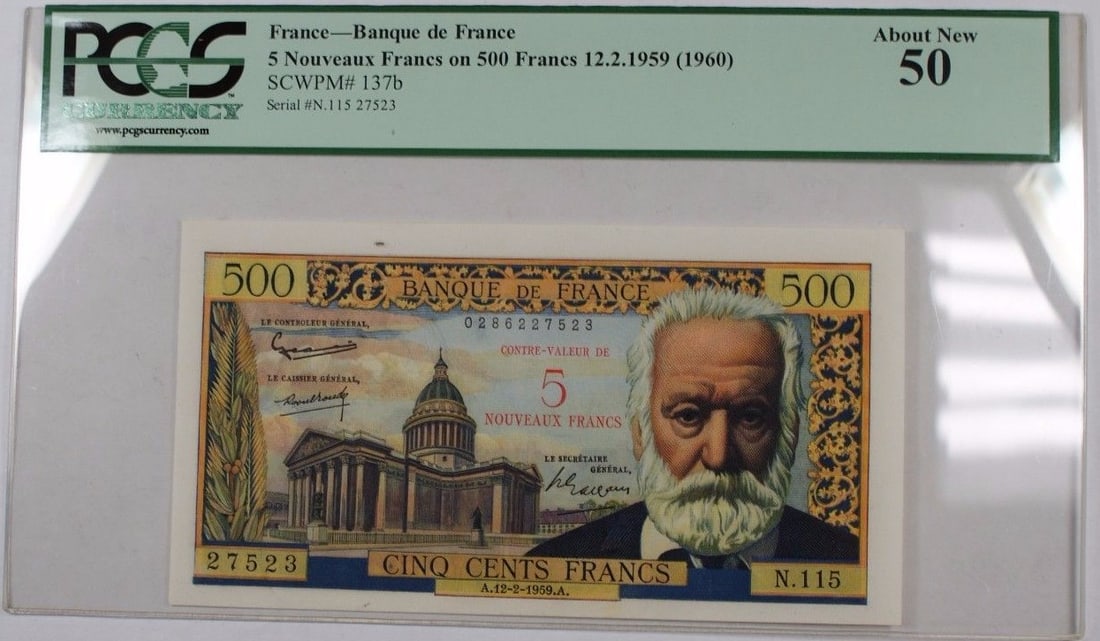 PCGS
CURRENCY
™
www.pcgscurrency.com
France—Banque de France
5 Nouveaux Francs on 500 Francs 12.2.1959 (1960)
SCWPM# 137b
Serial #N.115 27523
About New
50
500
BANQUE DE FRANCE
500
LE CONTROLEUR GÉNÉRAL,
0286227523
CONTRE-VALEUR DE
5
NOUVEAUX FRANCS
LE CAISSIER GÉNÉRAL,
LE SECRÉTAIRE
GÉNÉRAL,
27523
CINQ CENTS FRANCS
N.115
A.12-2-1959.A.